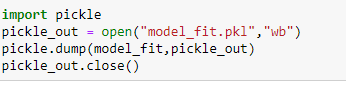 import pickle
pickle_out = open("model_fit.pkl","wb")
pickle.dump(model_fit,pickle_out)
pickle_out.close()